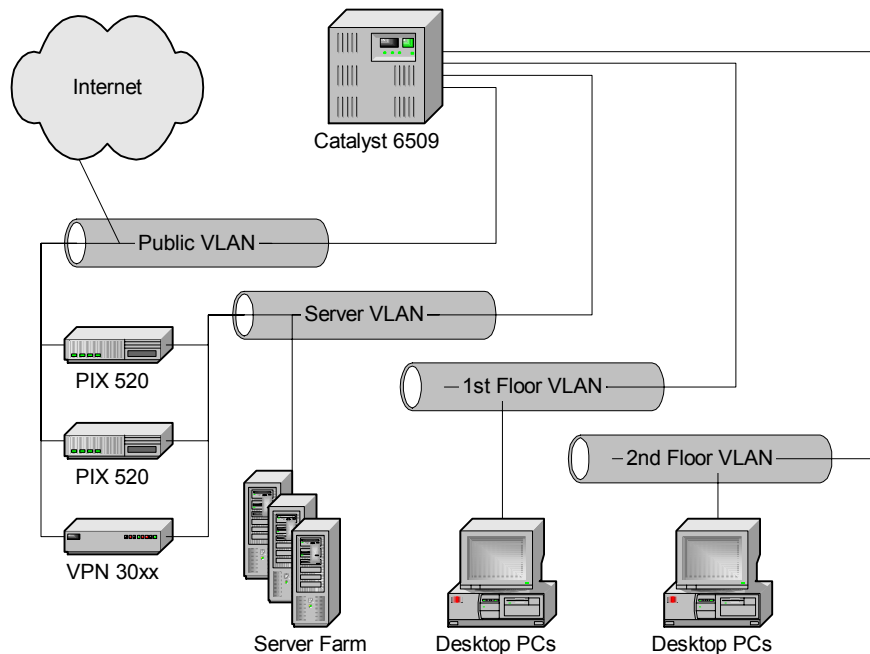 Internet
Catalyst 6509
Public VLAN
Server VLAN
PIX 520
1st Floor VLAN
PIX 520
2nd Floor VLAN
VPN 30xx
Server Farm
Desktop PCs
Desktop PCs